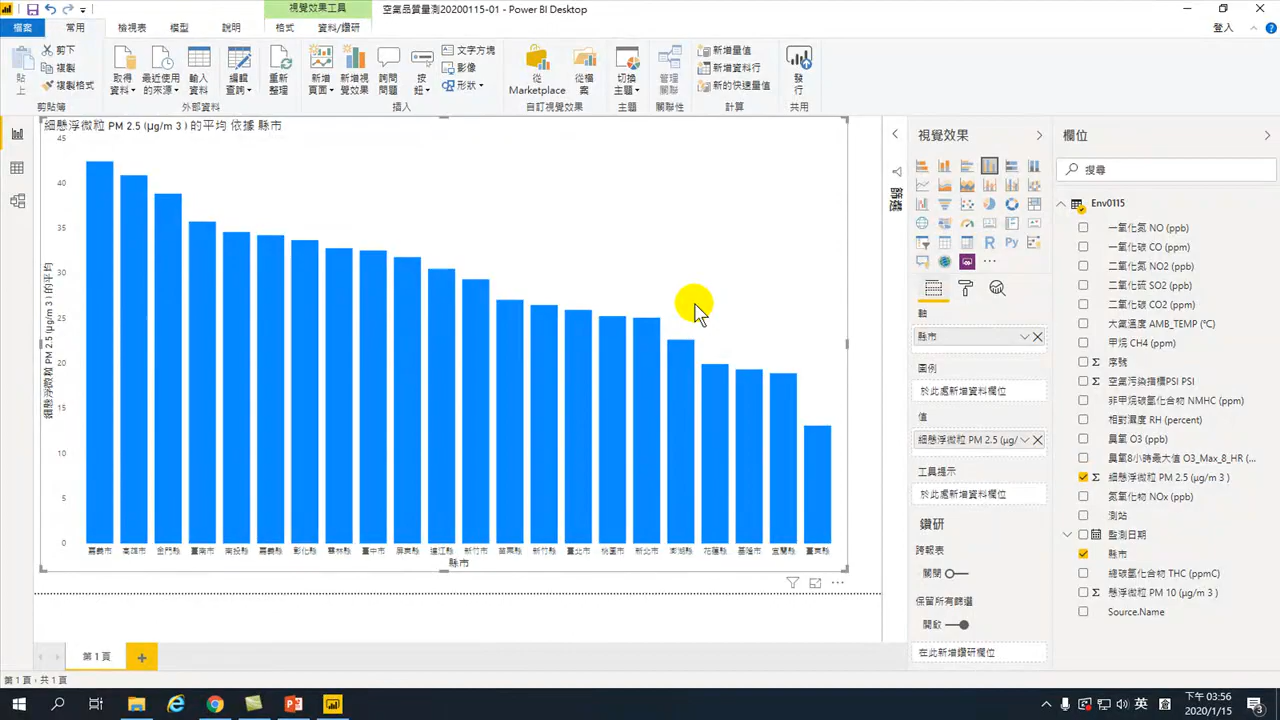 空氣品質量測20200115-01 - Power BI Desktop
視覺效果工具
登入
檔案 常用 檢視表 模型 說明 格式 資料/鑽研
貼上
剪下
複製
複製格式
剪貼簿
取得資料
最近使用的來源
輸入資料
編輯查詢
外部資料
重新整理
新增頁面
新增視覺效果
詢問問題
按鈕
文字方塊
影像
形狀
插入
從 Marketplace
從檔案
自訂視覺效果
切換主題
主題
管理關聯
關聯性
新增量值
新增資料行
新的快速量值
計算
發行
共用
細懸浮微粒 PM 2.5 (μg/m 3 ) 的平均 依據 縣市
細懸浮微粒 PM 2.5 (μg/m 3 ) 的平均
45
40
35
30
25
20
15
10
5
0
嘉義市 高雄市 金門縣 臺南市 南投縣 嘉義縣 彰化縣 雲林縣 臺中市 屏東縣 連江縣 新竹市 苗栗縣 新竹縣 臺北市 桃園市 新北市 澎湖縣 花蓮縣 基隆市 宜蘭縣 臺東縣
縣市
篩選
視覺效果
R Py
軸
縣市
圖例
於此處新增資料欄位
值
細懸浮微粒 PM 2.5 (μg/
工具提示
於此處新增資料欄位
鑽研
跨報表
關閉
保留所有篩選
開啟
在此新增鑽研欄位
欄位
搜尋
Env0115
一氧化氮 NO (ppb)
一氧化碳 CO (ppm)
二氧化氮 NO2 (ppb)
二氧化硫 SO2 (ppb)
二氧化碳 CO2 (ppm)
大氣溫度 AMB_TEMP (℃)
甲烷 CH4 (ppm)
Σ 序號
空氣污染指標PSI PSI
非甲烷碳氫化合物 NMHC (ppm)
相對濕度 RH (percent)
臭氧 O3 (ppb)
臭氧8小時最大值 O3_Max_8_HR (...
Σ 細懸浮微粒 PM 2.5 (μg/m 3 )
氮氧化物 NOx (ppb)
測站
監測日期
縣市
總碳氫化合物 THC (ppmC)
Σ 懸浮微粒 PM 10 (μg/m 3 )
Source.Name
第 1 頁
第 1 頁，共 1 頁
英
下午 03:56
2020/1/15
3